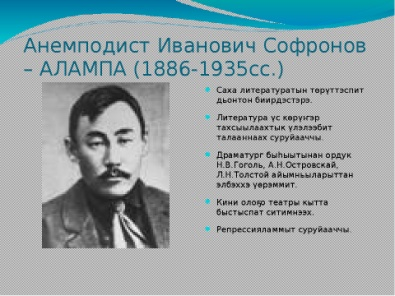 Анемподист Иванович Софронов
– АЛАМПА (1886-1935сс.)
Саха литературатын төрүттэспит
дьонтон биирдэстэрэ.
Литература үс көрүҥэр
тахсыылаахтык үлэлээбит
талааннаах суруйааччы.
Драматург быһыытынан ордук
Н.В.Гоголь, А.Н.Островскай,
Л.Н.Толстой айымньыларыттан
элбэххэ үөрэммит.
Кини олоҕо театры кытта
быстыспат ситимнээх.
Репрессияламмыт суруйааччы.